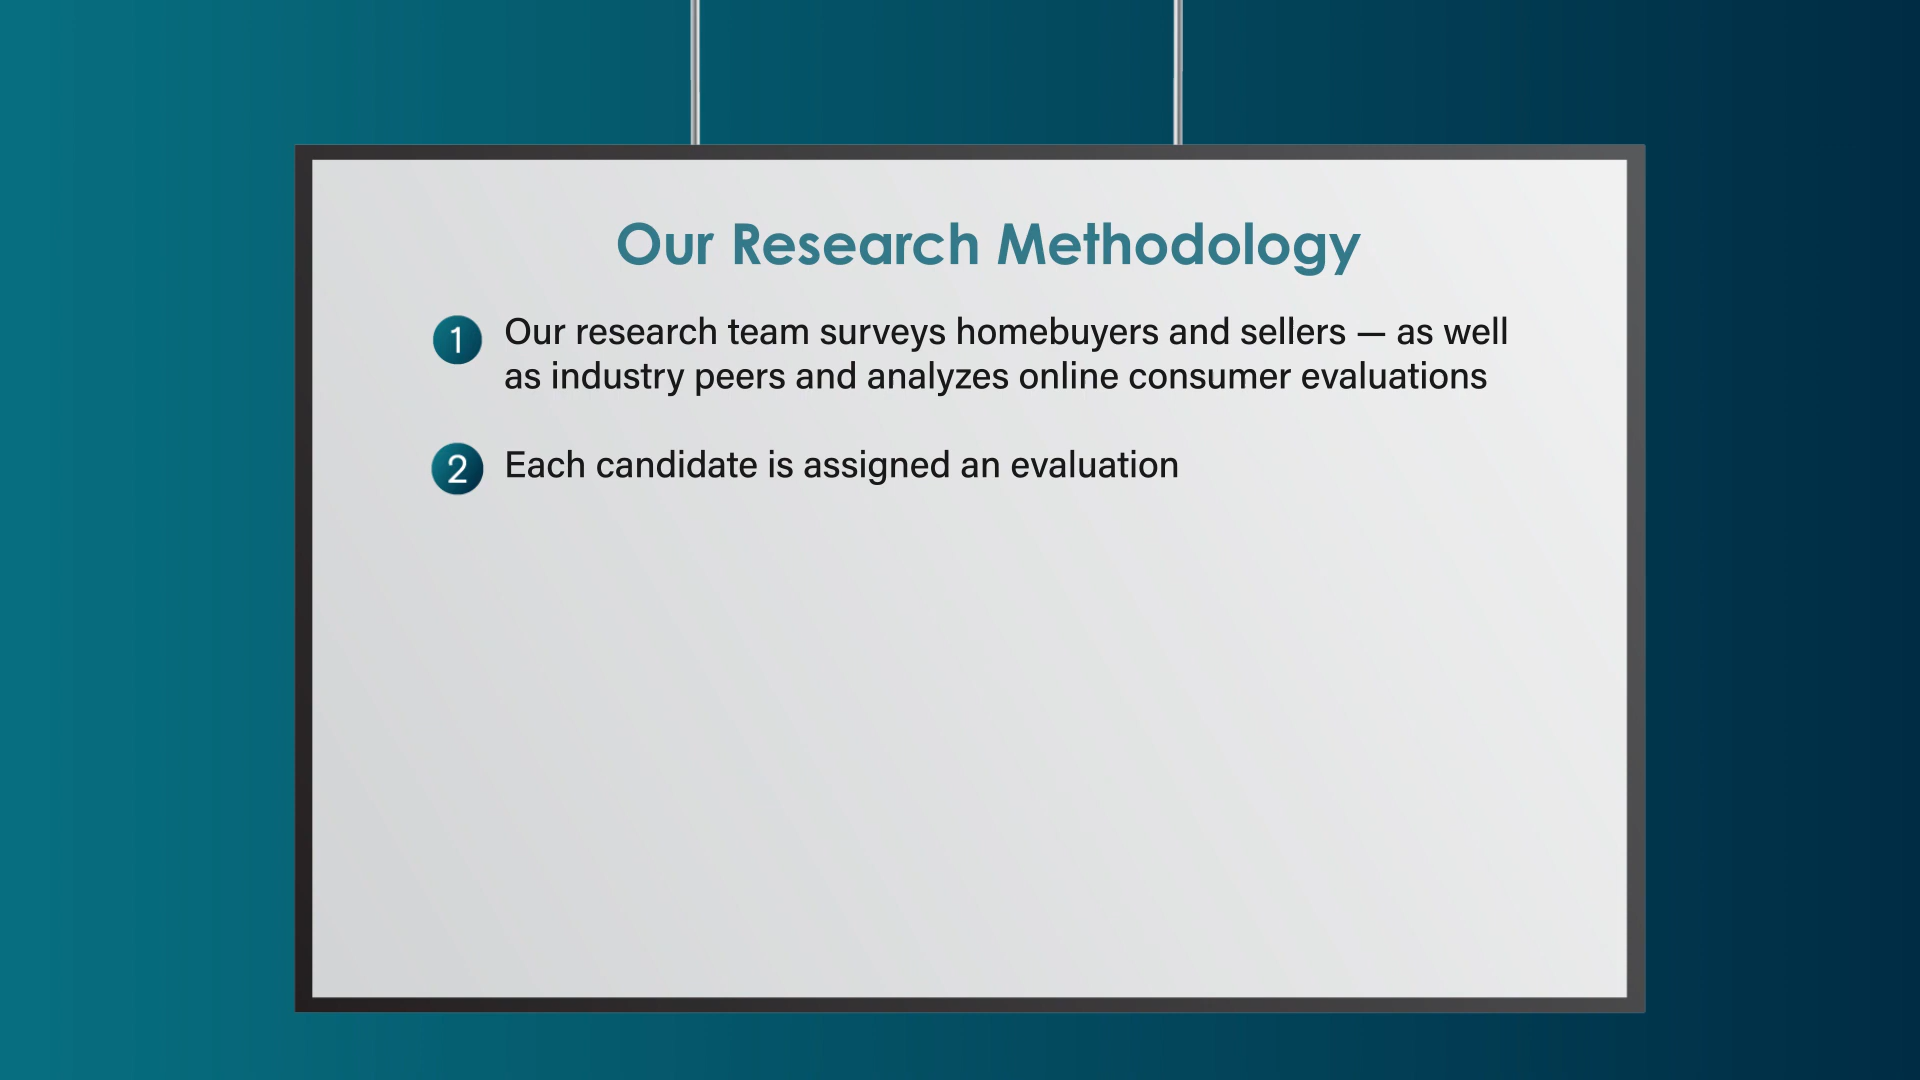 Our Research Methodology
1 Our research team surveys homebuyers and sellers — as well
as industry peers and analyzes online consumer evaluations
2 Each candidate is assigned an evaluation